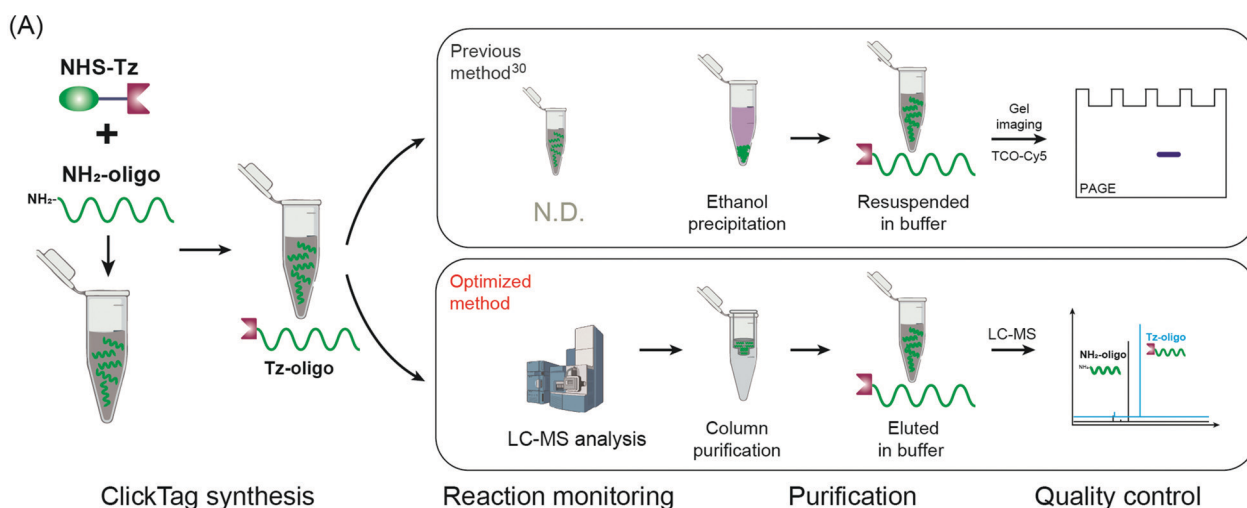 (A)
NHS-Tz
+
NH₂-oligo
NH₂-
Tz-oligo
Previous
method³⁰
N.D.
Ethanol
precipitation
Resuspended
in buffer
Gel
imaging
TCO-Cy5
PAGE
Optimized
method
LC-MS analysis
Column
purification
Eluted
in buffer
LC-MS
NH₂-oligo
NH₂-
Tz-oligo
ClickTag synthesis
Reaction monitoring
Purification
Quality control